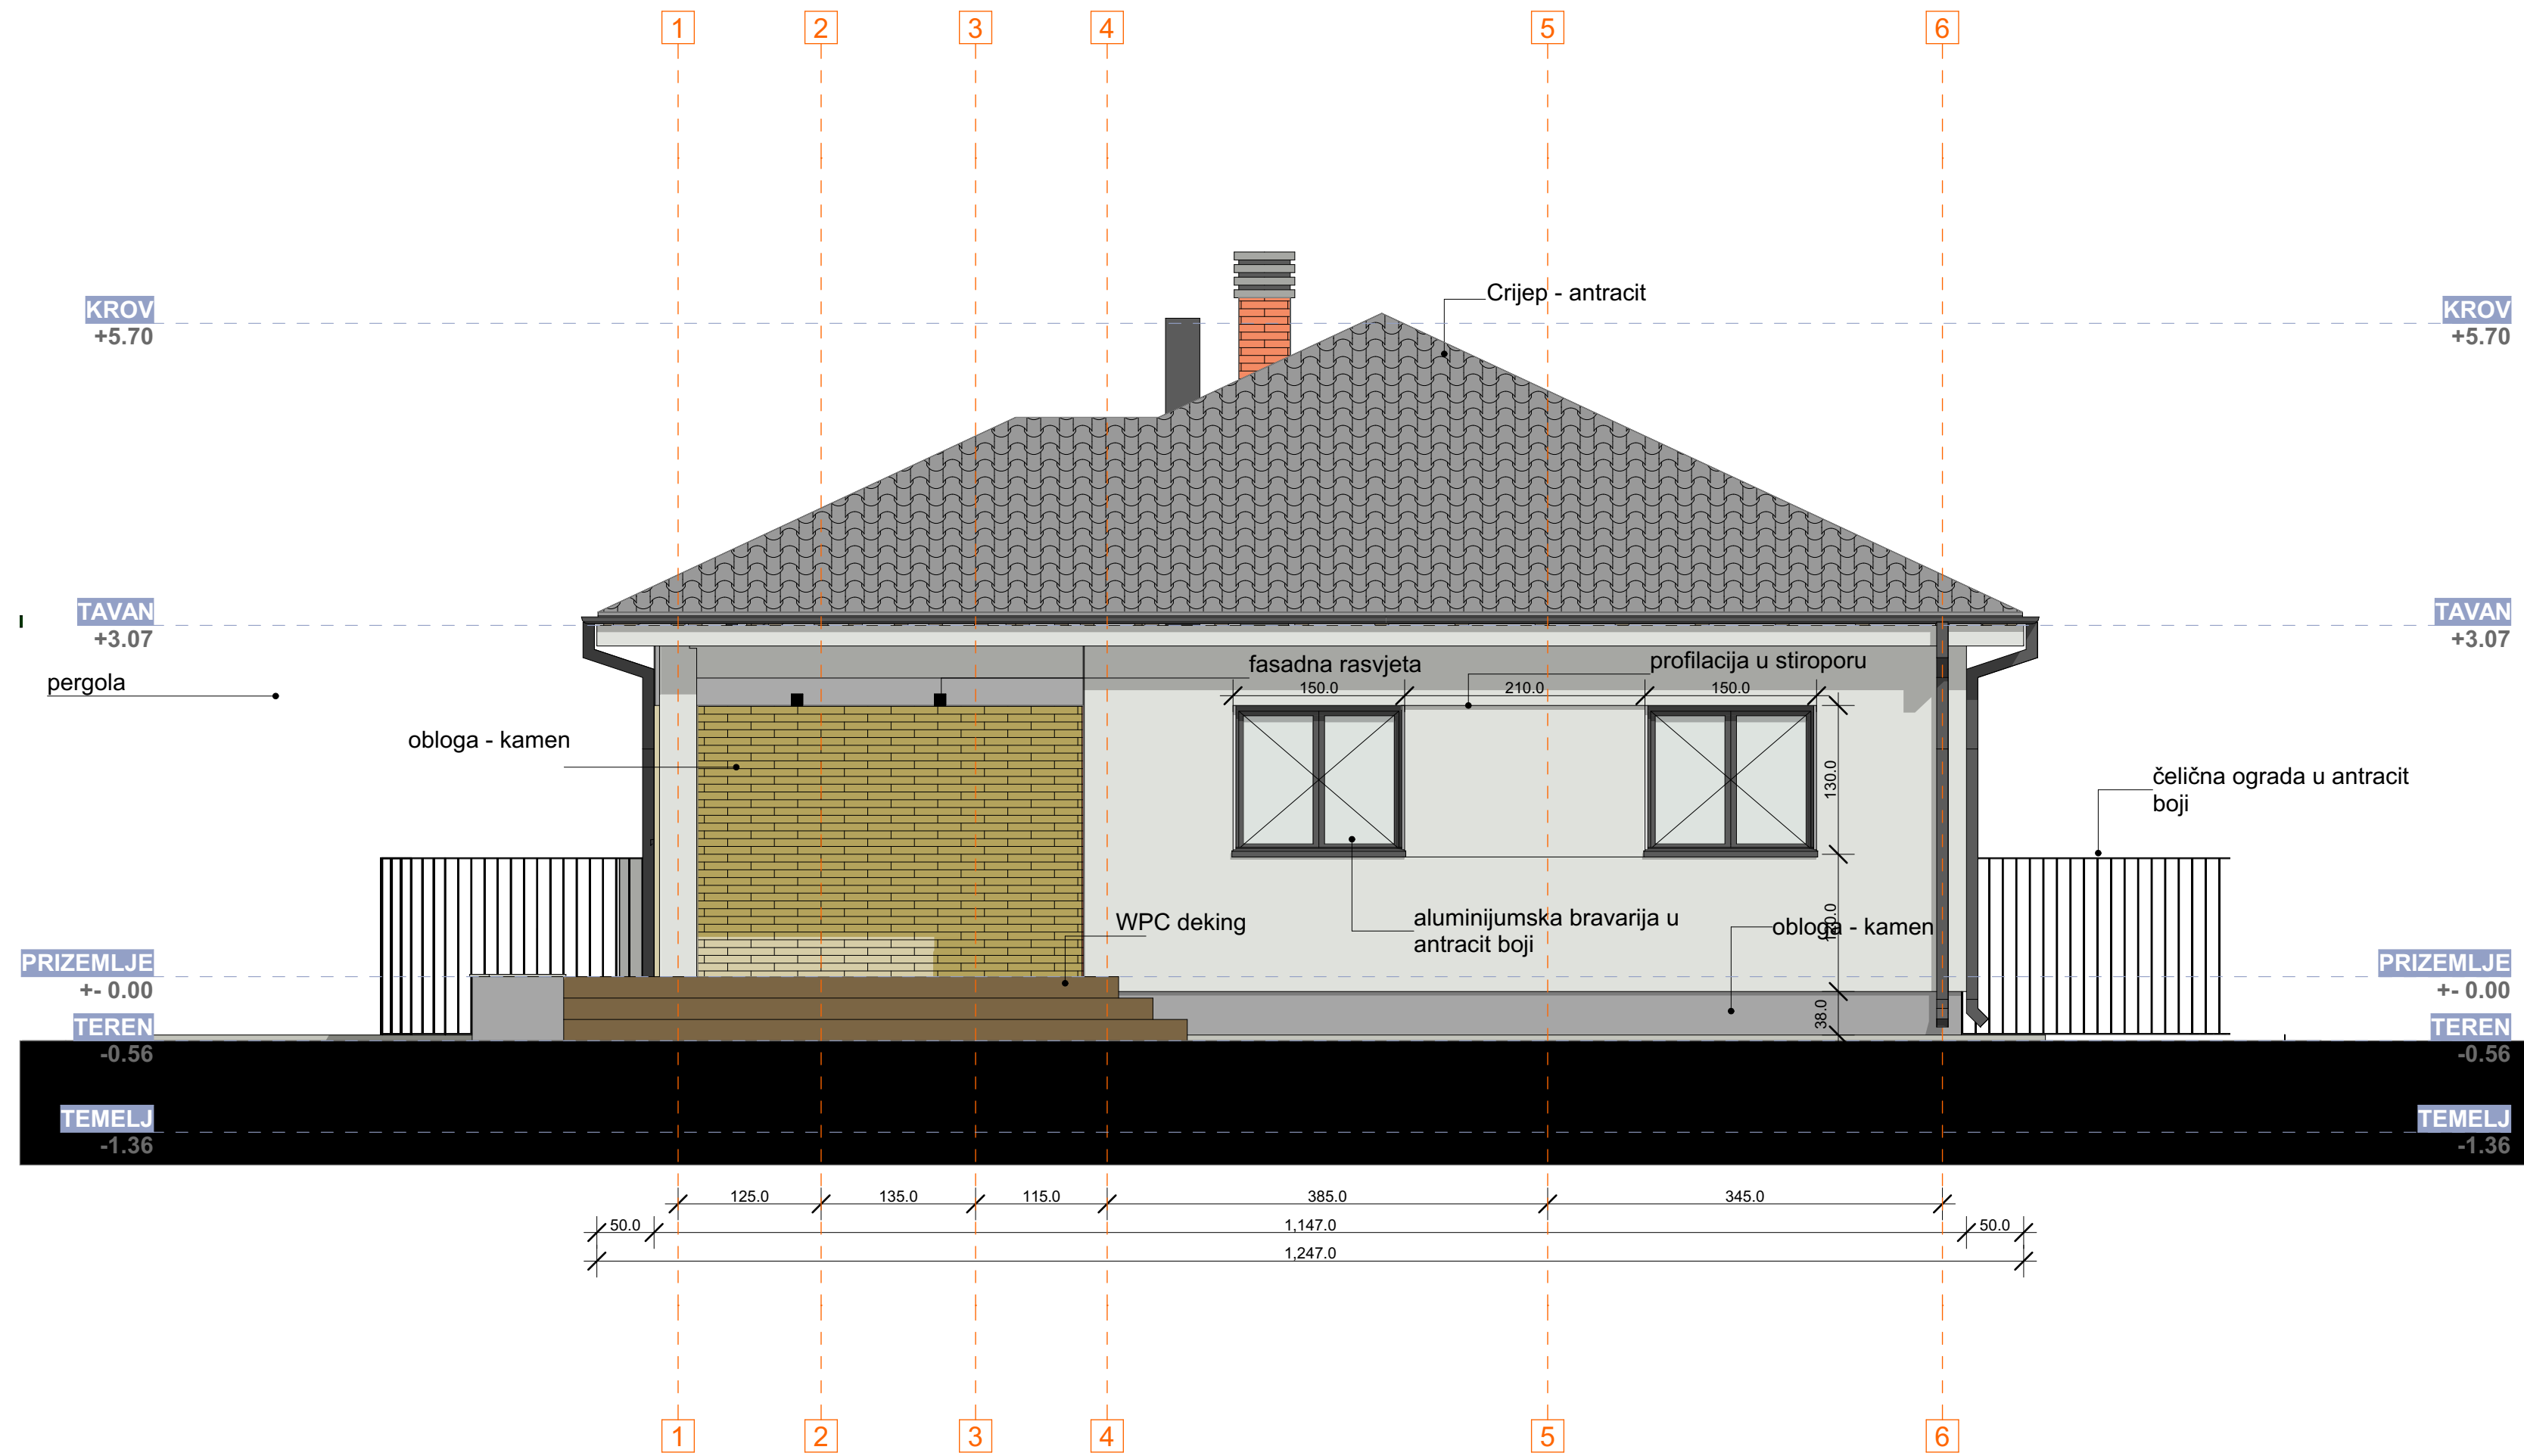 1 2 3 4 5 6
Crijep - antracit
KROV KROV
+5.70 +5.70
TAVAN TAVAN
+3.07 +3.07
pergola
fasadna rasvjeta
profilacija u stiroporu
150.0 210.0 150.0
obloga - kamen
130.0
čelična ograda u antracit
boji
WPC deking
aluminijumska bravarija u
antracit boji
obloga - kamen
PRIZEMLJE PRIZEMLJE
+- 0.00 +- 0.00
38.0
TEREN TEREN
-0.56 -0.56
TEMELJ TEMELJ
-1.36 -1.36
125.0 135.0 115.0 385.0 345.0
50.0 1,147.0 50.0
1,247.0
1 2 3 4 5 6